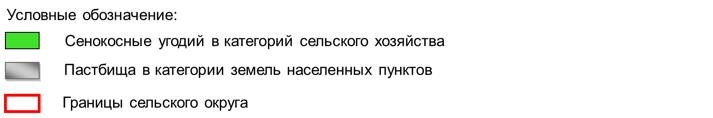 Условные обозначение:
Сенокосные угодий в категорий сельского хозяйства
Пастбища в категории земель населенных пунктов
Границы сельского округа